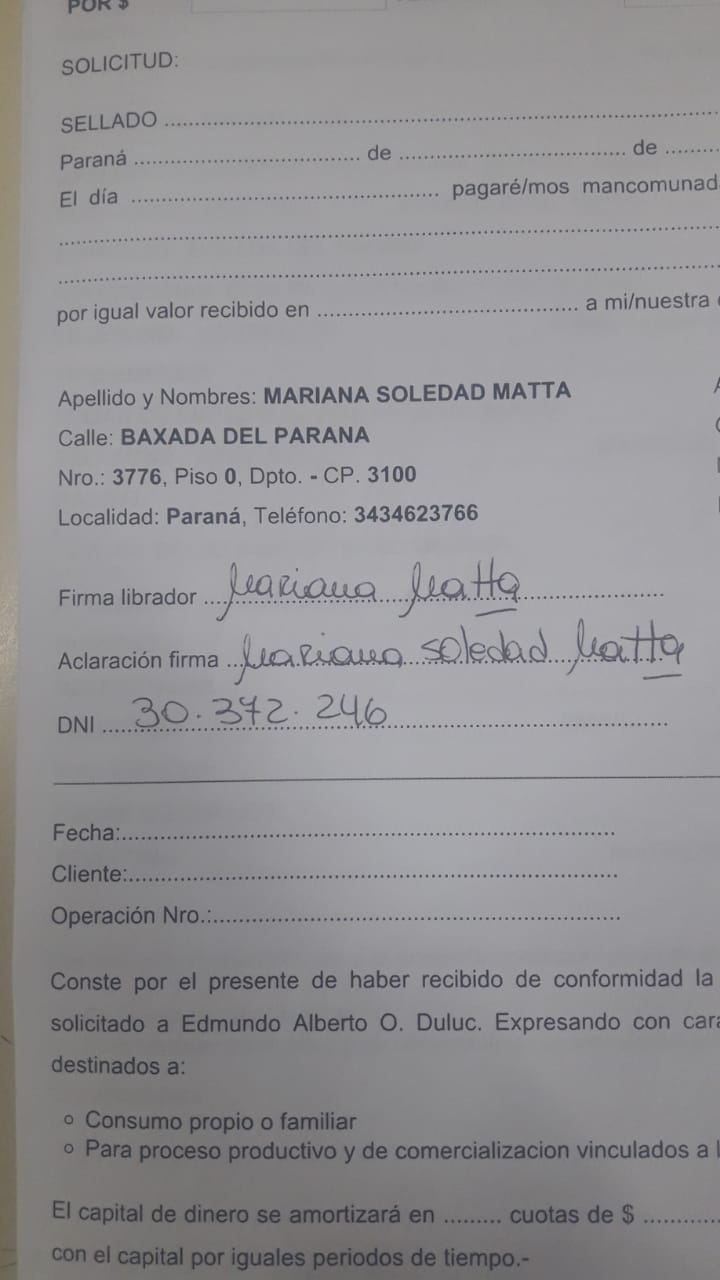 POR $
SOLICITUD:
SELLADO ........................................
Paraná .................................. de .................................. de ........
El día .............................................. pagaré/mos mancomunad
........................................
........................................
por igual valor recibido en ....................................... a mi/nuestra
Apellido y Nombres: MARIANA SOLEDAD MATTA
Calle: BAXADA DEL PARANA
Nro.: 3776, Piso 0, Dpto. - CP. 3100
Localidad: Paraná, Teléfono: 3434623766
Firma librador Mariana Matta
Aclaración firma Mariana Soledad Matta
DNI 30.372.246
Fecha:........................................
Cliente:........................................
Operación Nro.:........................................
Conste por el presente de haber recibido de conformidad la
solicitado a Edmundo Alberto O. Duluc. Expresando con cará
destinados a:
o Consumo propio o familiar
o Para proceso productivo y de comercializacion vinculados a
El capital de dinero se amortizará en ......... cuotas de $ ............
con el capital por iguales periodos de tiempo.-